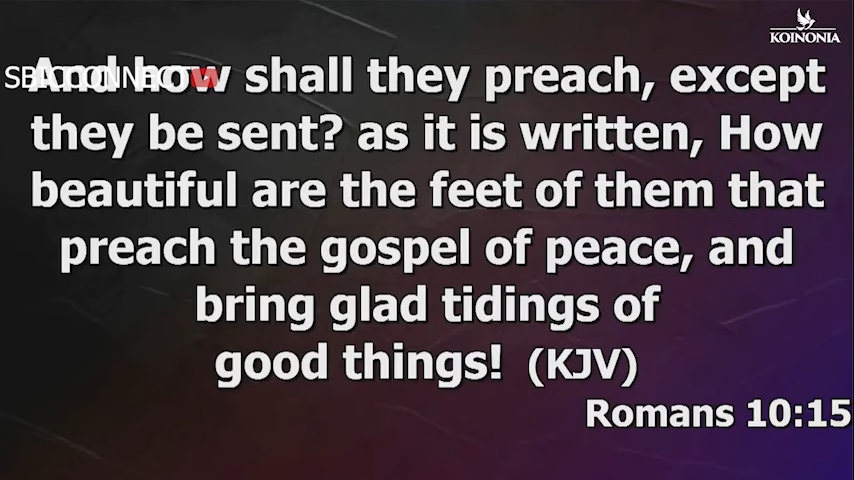 KOINONIA
And how shall they preach, except
they be sent? as it is written, How
beautiful are the feet of them that
preach the gospel of peace, and
bring glad tidings of
good things! (KJV)
Romans 10:15